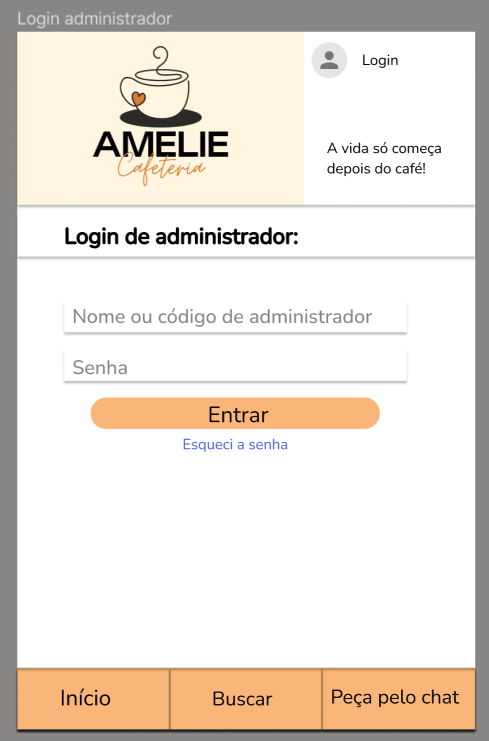 Login administrador
AMELIE
Cafeteria
Login
A vida só começa
depois do café!
Login de administrador:
Nome ou código de administrador
Senha
Entrar
Esqueci a senha
Início
Buscar
Peça pelo chat